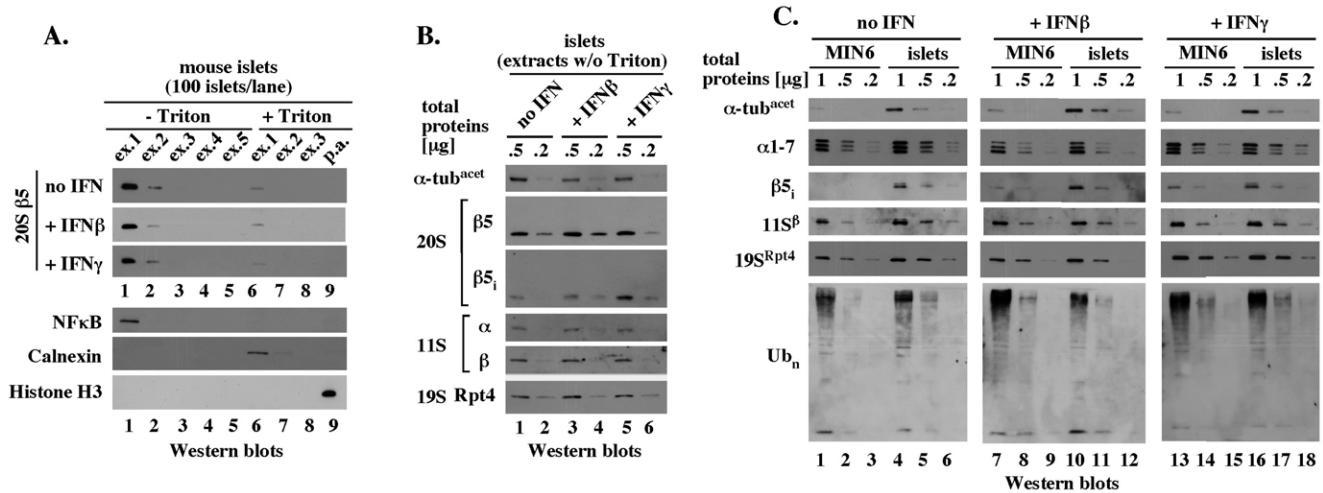 A.
mouse islets
(100 islets/lane)
- Triton + Triton
ex.1 ex.2 ex.3 ex.4 ex.5 ex.1 ex.2 ex.3 p.a.
20S β5
no IFN
+ IFNβ
+ IFNγ
1 2 3 4 5 6 7 8 9
NFκB
Calnexin
Histone H3
1 2 3 4 5 6 7 8 9
Western blots
B.
islets
(extracts w/o Triton)
no IFN + IFNβ + IFNγ
total
proteins
[µg]
.5 .2 .5 .2 .5 .2
α-tubᵃᶜᵉᵗ
20S
β5
β5ᵢ
11S
α
β
19S Rpt4
1 2 3 4 5 6
Western blots
C.
no IFN + IFNβ + IFNγ
MIN6 islets MIN6 islets MIN6 islets
total
proteins [µg]
1 .5 .2 1 .5 .2 1 .5 .2 1 .5 .2 1 .5 .2 1 .5 .2
α-tubᵃᶜᵉᵗ
α1-7
β5ᵢ
11Sᵝ
19Sᴿᵖᵗ⁴
Ubₙ
1 2 3 4 5 6 7 8 9 10 11 12 13 14 15 16 17 18
Western blots